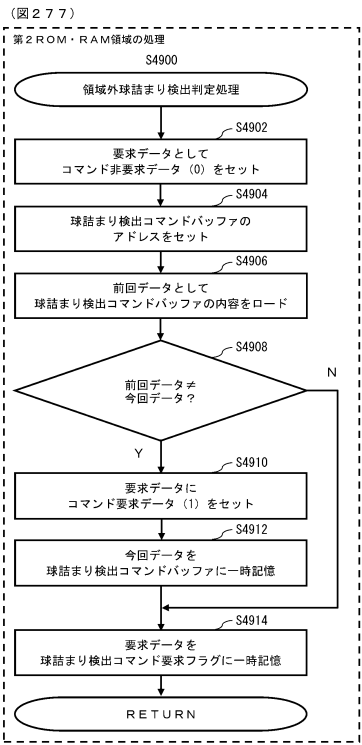 （図２７７）
第２ＲＯＭ・ＲＡＭ領域の処理
S4900
領域外球詰まり検出判定処理
S4902
要求データとして
コマンド非要求データ（0）をセット
S4904
球詰まり検出コマンドバッファの
アドレスをセット
S4906
前回データとして
球詰まり検出コマンドバッファの内容をロード
S4908
前回データ≠
今回データ？
N
Y
S4910
要求データに
コマンド要求データ（1）をセット
S4912
今回データを
球詰まり検出コマンドバッファに一時記憶
S4914
要求データを
球詰まり検出コマンド要求フラグに一時記憶
ＲＥＴＵＲＮ